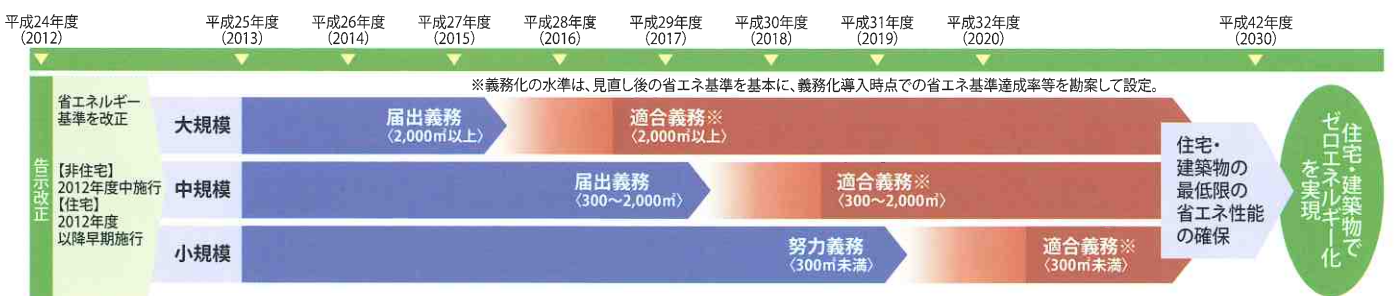 平成24年度
(2012)
平成25年度
(2013)
平成26年度
(2014)
平成27年度
(2015)
平成28年度
(2016)
平成29年度
(2017)
平成30年度
(2018)
平成31年度
(2019)
平成32年度
(2020)
平成42年度
(2030)
※義務化の水準は、見直し後の省エネ基準を基本に、義務化導入時点での省エネ基準達成率等を勘案して設定。
告示改正
省エネルギー
基準を改正
【非住宅】
2012年度中施行
【住宅】
2012年度
以降早期施行
大規模
届出義務
〈2,000㎡以上〉
適合義務※
〈2,000㎡以上〉
中規模
届出義務
〈300〜2,000㎡〉
適合義務※
〈300〜2,000㎡〉
小規模
努力義務
〈300㎡未満〉
適合義務※
〈300㎡未満〉
住宅・
建築物の
最低限の
省エネ性能
の確保
住宅・建築物で
ゼロエネルギー化
を実現